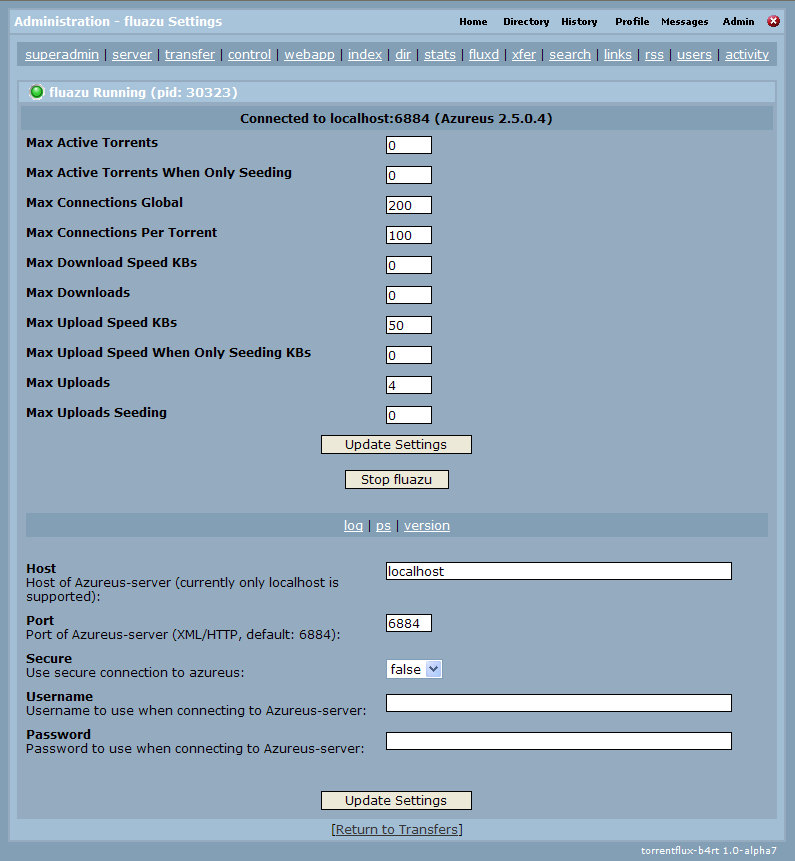 Administration - fluazu Settings Home Directory History Profile Messages Admin
superadmin | server | transfer | control | webapp | index | dir | stats | fluxd | xfer | search | links | rss | users | activity
fluazu Running (pid: 30323)
Connected to localhost:6884 (Azureus 2.5.0.4)
Max Active Torrents 0
Max Active Torrents When Only Seeding 0
Max Connections Global 200
Max Connections Per Torrent 100
Max Download Speed KBs 0
Max Downloads 0
Max Upload Speed KBs 50
Max Upload Speed When Only Seeding KBs 0
Max Uploads 4
Max Uploads Seeding 0
Update Settings
Stop fluazu
log | ps | version
Host
Host of Azureus-server (currently only localhost is
supported):
localhost
Port
Port of Azureus-server (XML/HTTP, default: 6884):
6884
Secure
Use secure connection to azureus:
false
Username
Username to use when connecting to Azureus-server:
Password
Password to use when connecting to Azureus-server:
Update Settings
[Return to Transfers]
torrentflux-b4rt 1.0-alpha7